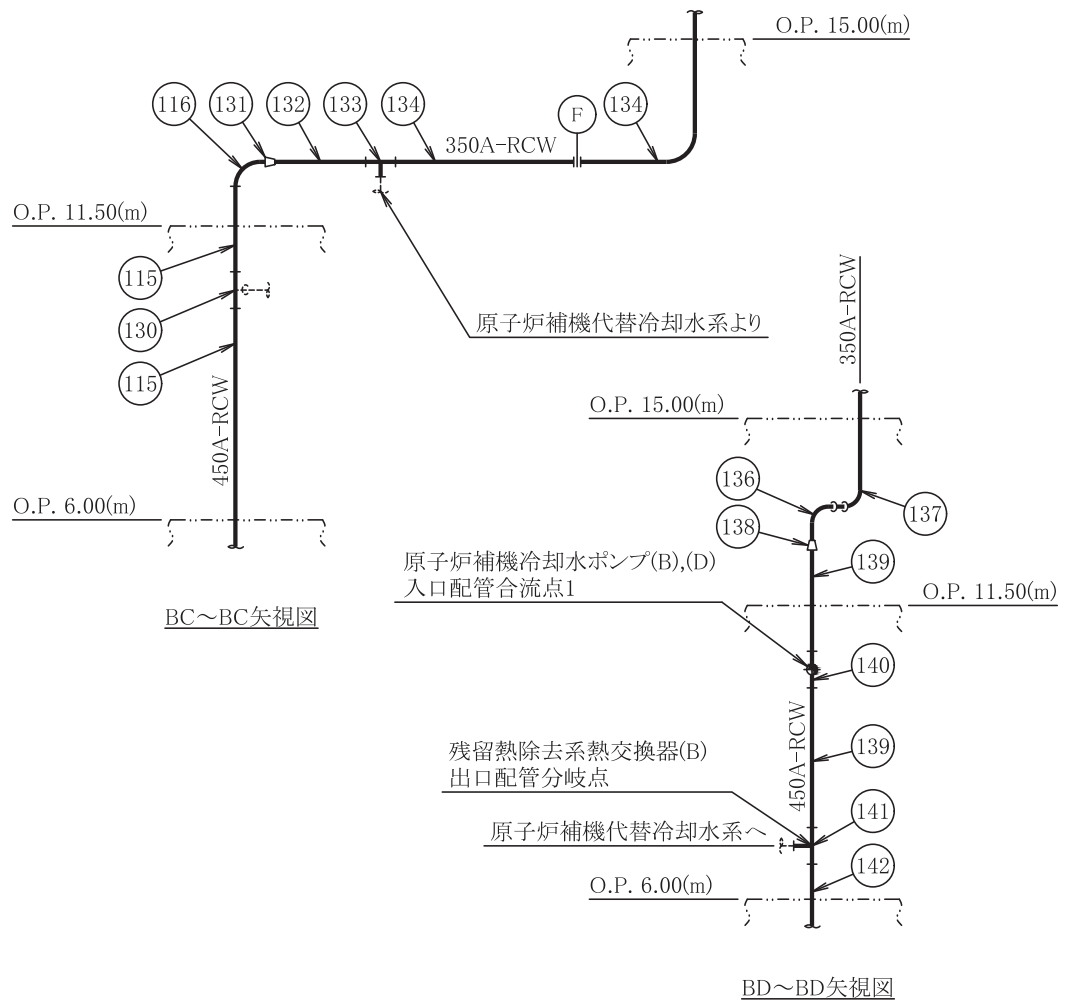 O.P. 15.00(m)
116
131
132
133
134
F
134
350A-RCW
O.P. 11.50(m)
115
130
115
原子炉補機代替冷却水系より
450A-RCW
O.P. 6.00(m)
BC～BC矢視図
350A-RCW
O.P. 15.00(m)
136
137
138
原子炉補機冷却水ポンプ(B),(D)
入口配管合流点1
139
O.P. 11.50(m)
140
450A-RCW
139
残留熱除去系熱交換器(B)
出口配管分岐点
141
原子炉補機代替冷却水系へ
142
O.P. 6.00(m)
BD～BD矢視図